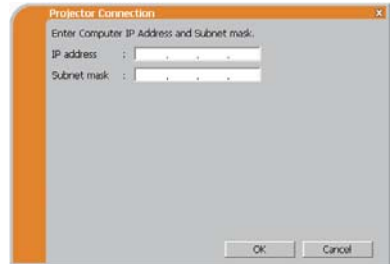 Projector Connection X
Enter Computer IP Address and Subnet mask.
IP address : . . .
Subnet mask : . . .
OK Cancel